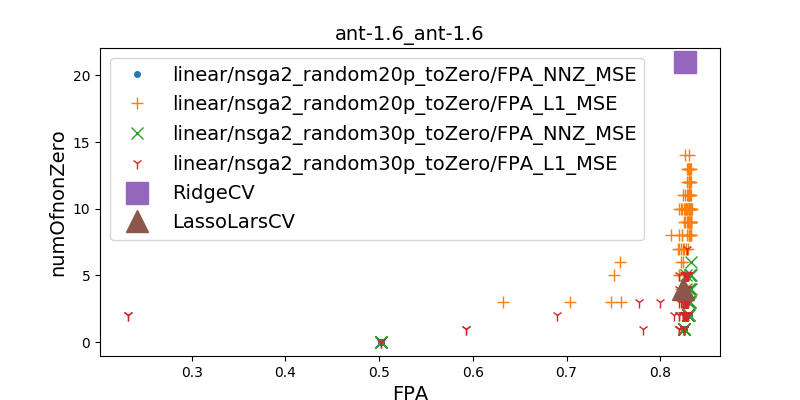 ant-1.6_ant-1.6
numOfnonZero
20
15
10
5
0
linear/nsga2_random20p_toZero/FPA_NNZ_MSE
linear/nsga2_random20p_toZero/FPA_L1_MSE
linear/nsga2_random30p_toZero/FPA_NNZ_MSE
linear/nsga2_random30p_toZero/FPA_L1_MSE
RidgeCV
LassoLarsCV
0.3 0.4 0.5 0.6 0.7 0.8
FPA